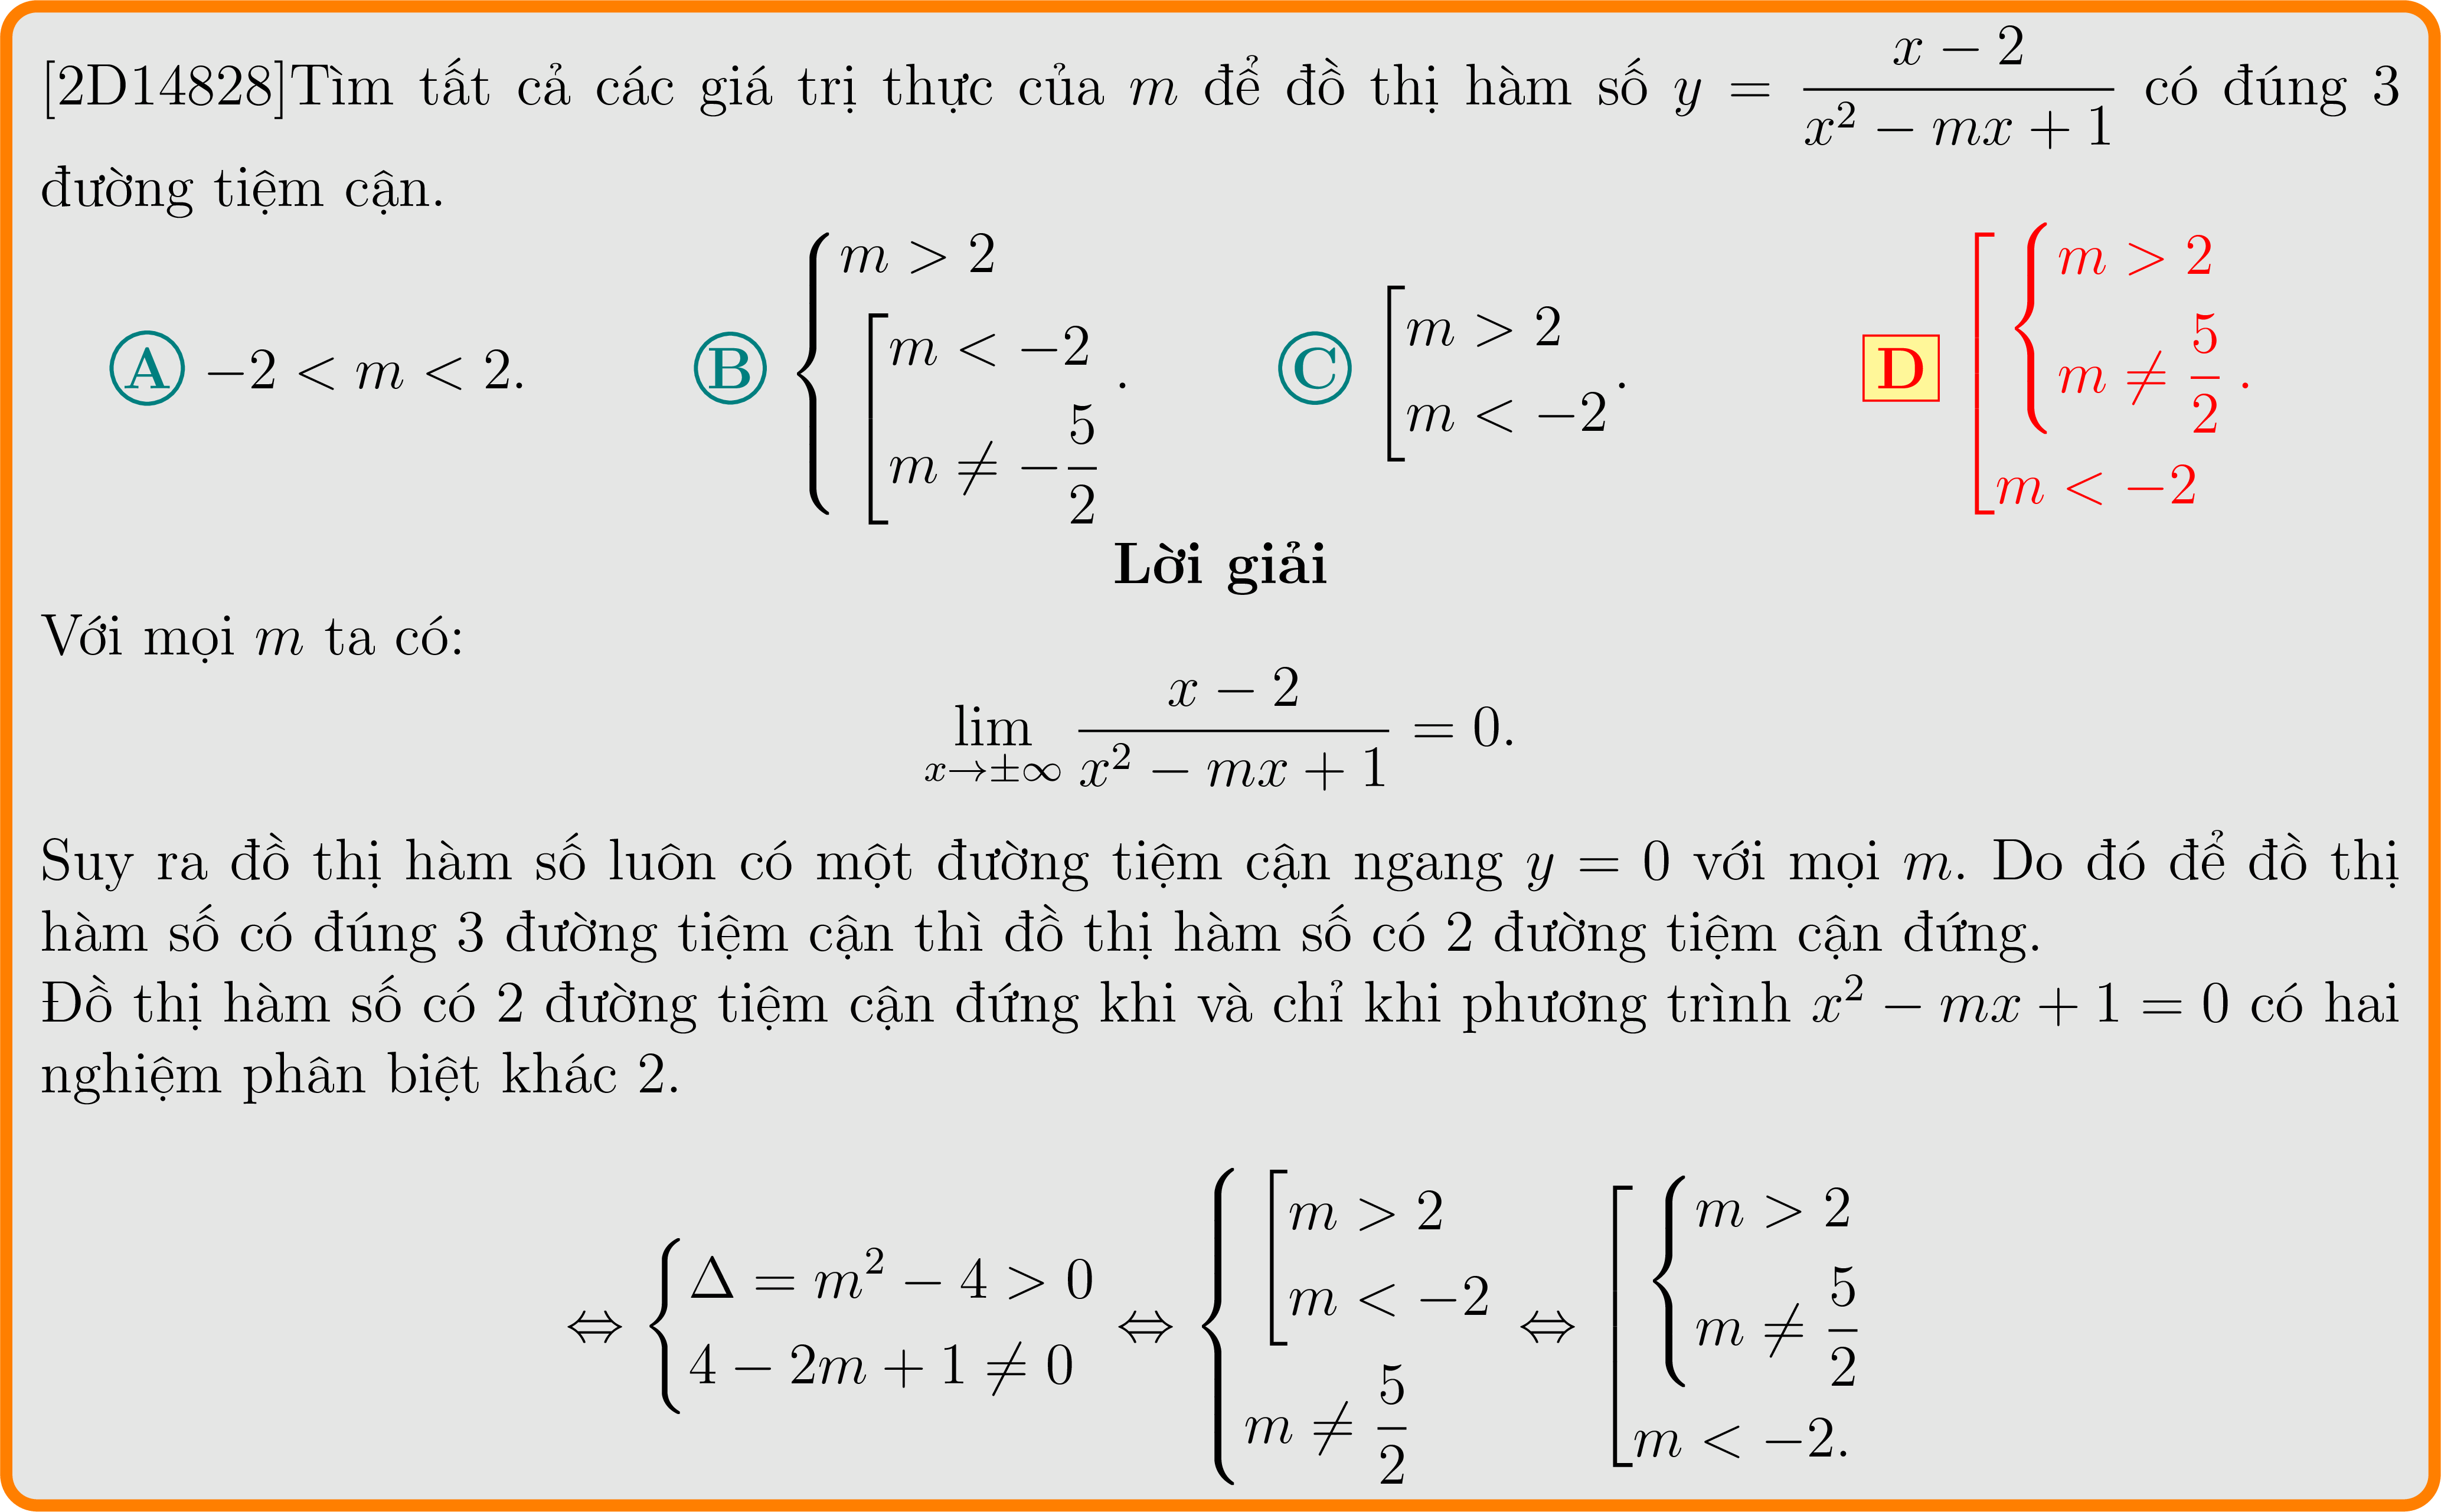 [2D14828]Tìm tất cả các giá trị thực của $m$ để đồ thị hàm số $y = \dfrac{x-2}{x^2-mx+1}$ có đúng 3
đường tiệm cận.
A $-2 < m < 2.$ B $\begin{cases} m > 2 \\ \left[\begin{array}{l} m < -2 \\ m \neq -\dfrac{5}{2} \end{array}\right. \end{cases}.$ C $\left[\begin{array}{l} m > 2 \\ m < -2 \end{array}\right..$ D $\left[\begin{array}{l} \begin{cases} m > 2 \\ m \neq \dfrac{5}{2} \end{cases} \\ m < -2 \end{array}\right..$
Lời giải
Với mọi $m$ ta có:
$\lim\limits_{x \to \pm\infty} \dfrac{x-2}{x^2-mx+1} = 0.$
Suy ra đồ thị hàm số luôn có một đường tiệm cận ngang $y = 0$ với mọi $m$. Do đó để đồ thị
hàm số có đúng 3 đường tiệm cận thì đồ thị hàm số có 2 đường tiệm cận đứng.
Đồ thị hàm số có 2 đường tiệm cận đứng khi và chỉ khi phương trình $x^2 - mx + 1 = 0$ có hai
nghiệm phân biệt khác 2.
$\Leftrightarrow \begin{cases} \Delta = m^2 - 4 > 0 \\ 4 - 2m + 1 \neq 0 \end{cases} \Leftrightarrow \begin{cases} \left[\begin{array}{l} m > 2 \\ m < -2 \end{array}\right. \\ m \neq \dfrac{5}{2} \end{cases} \Leftrightarrow \left[\begin{array}{l} \begin{cases} m > 2 \\ m \neq \dfrac{5}{2} \end{cases} \\ m < -2. \end{array}\right.$